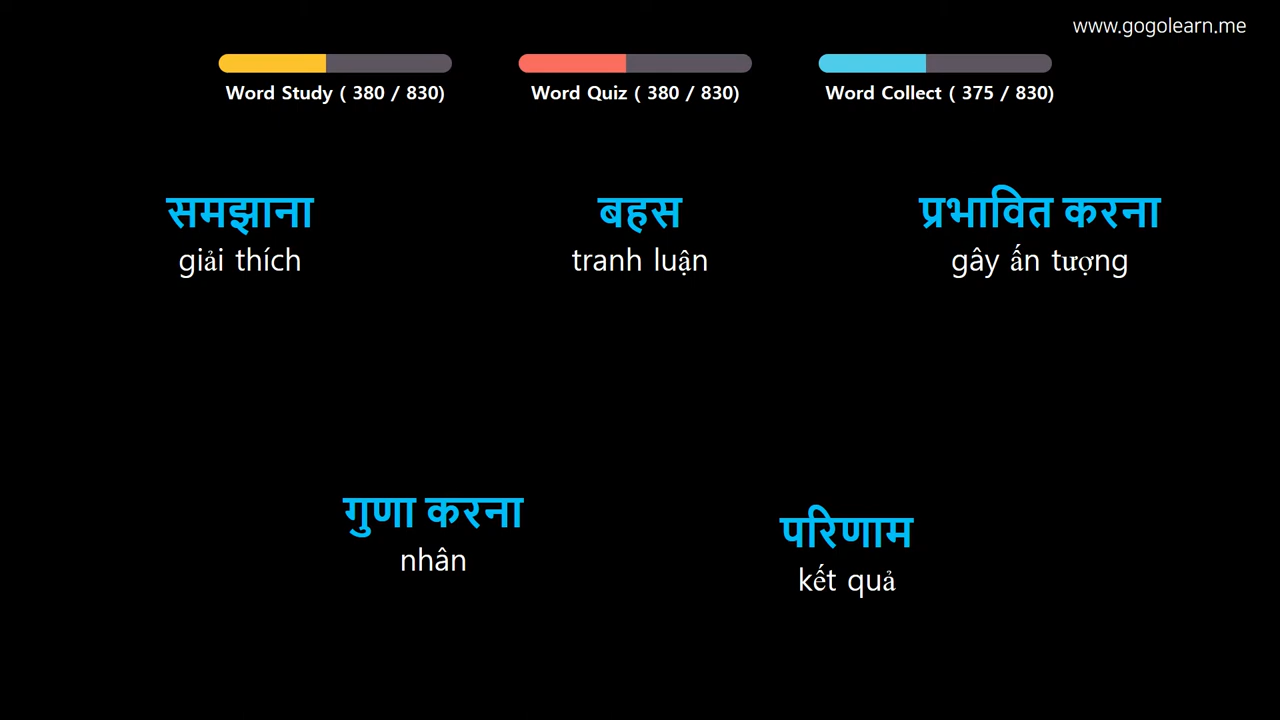 www.gogolearn.me
Word Study ( 380 / 830)
Word Quiz ( 380 / 830)
Word Collect ( 375 / 830)
समझाना
giải thích
बहस
tranh luận
प्रभावित करना
gây ấn tượng
गुणा करना
nhân
परिणाम
kết quả